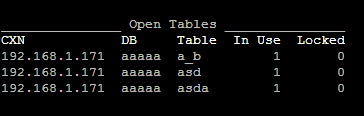 _______________ Open Tables _______________
CXN DB Table In Use Locked
192.168.1.171 aaaaa a_b 1 0
192.168.1.171 aaaaa asd 1 0
192.168.1.171 aaaaa asda 1 0